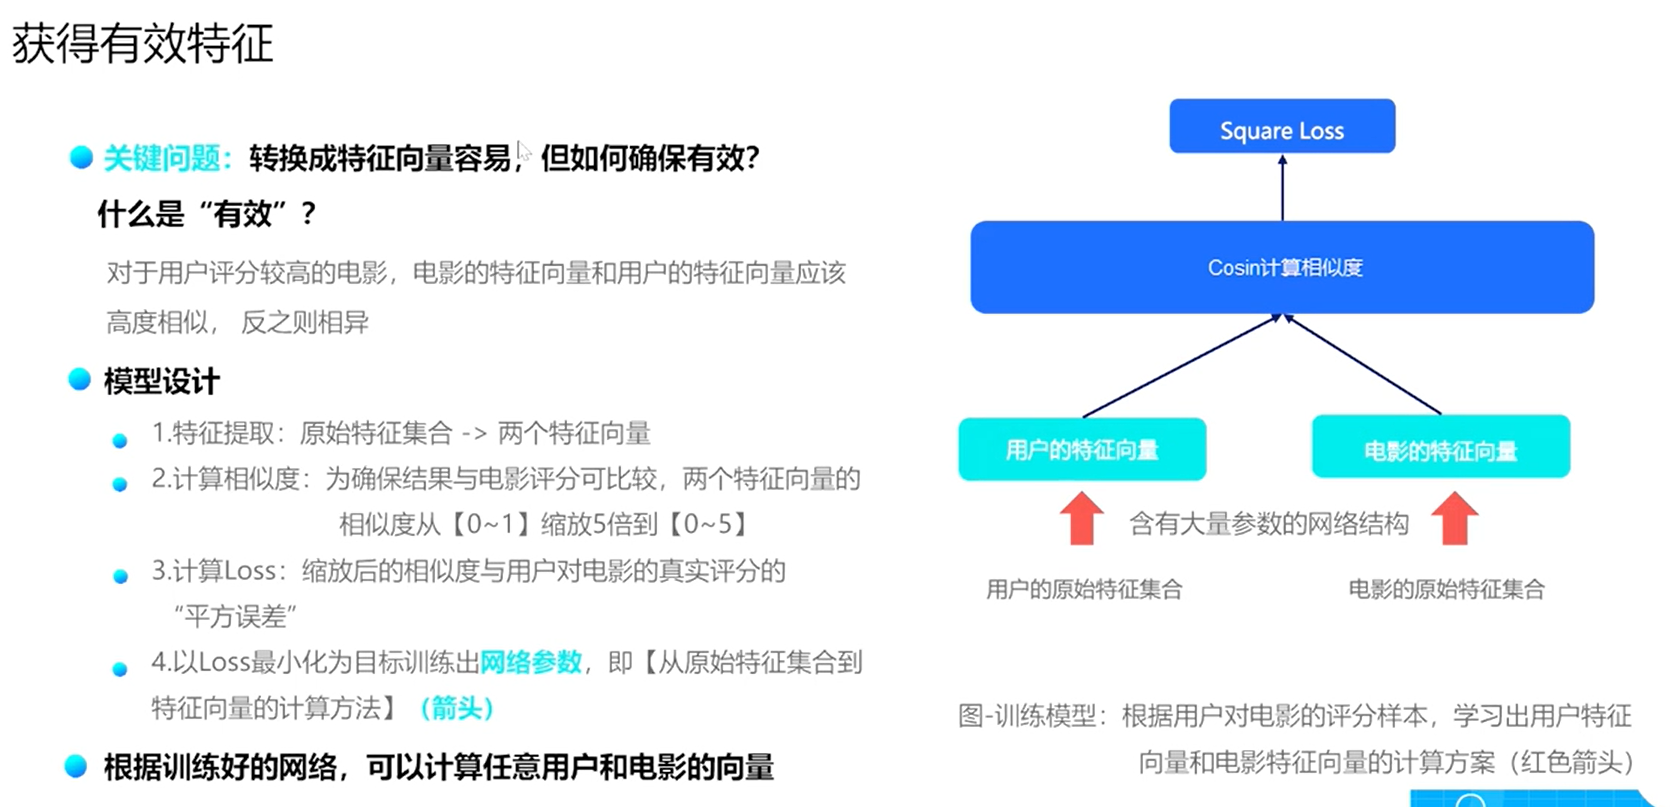 获得有效特征
关键问题：转换成特征向量容易，但如何确保有效？
什么是“有效”？
对于用户评分较高的电影，电影的特征向量和用户的特征向量应该
高度相似， 反之则相异
模型设计
1.特征提取：原始特征集合 -> 两个特征向量
2.计算相似度：为确保结果与电影评分可比较，两个特征向量的
相似度从【0~1】缩放5倍到【0~5】
3.计算Loss：缩放后的相似度与用户对电影的真实评分的
“平方误差”
4.以Loss最小化为目标训练出网络参数，即【从原始特征集合到
特征向量的计算方法】（箭头）
根据训练好的网络，可以计算任意用户和电影的向量
Square Loss
Cosin计算相似度
用户的特征向量
电影的特征向量
含有大量参数的网络结构
用户的原始特征集合
电影的原始特征集合
图-训练模型：根据用户对电影的评分样本，学习出用户特征
向量和电影特征向量的计算方案（红色箭头）